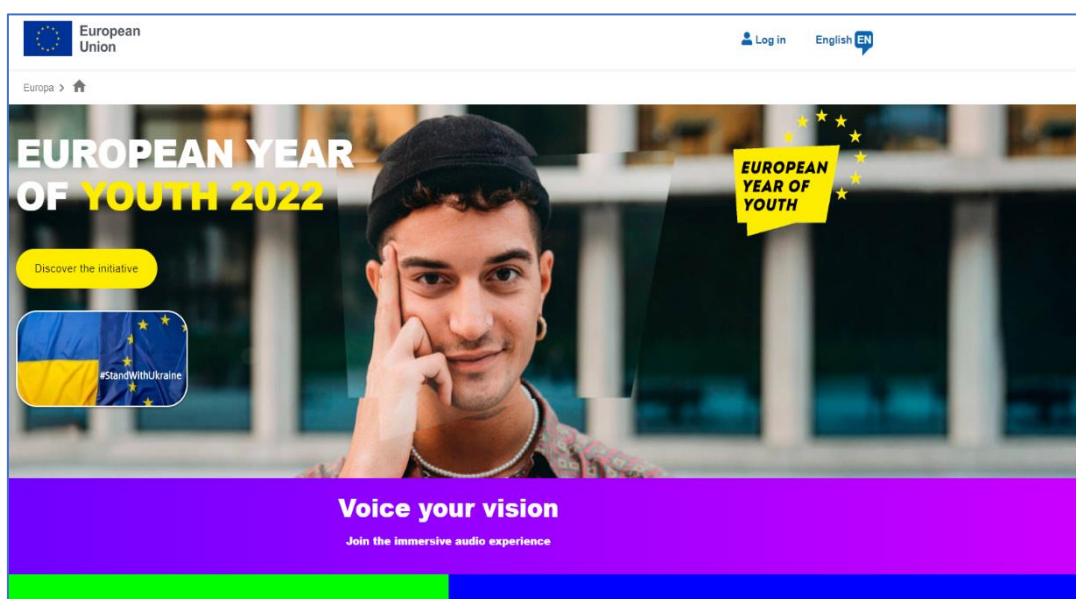 European
Union
Log in
English EN
Europa >
EUROPEAN YEAR
OF YOUTH 2022
EUROPEAN
YEAR OF
YOUTH
Discover the initiative
#StandWithUkraine
Voice your vision
Join the immersive audio experience